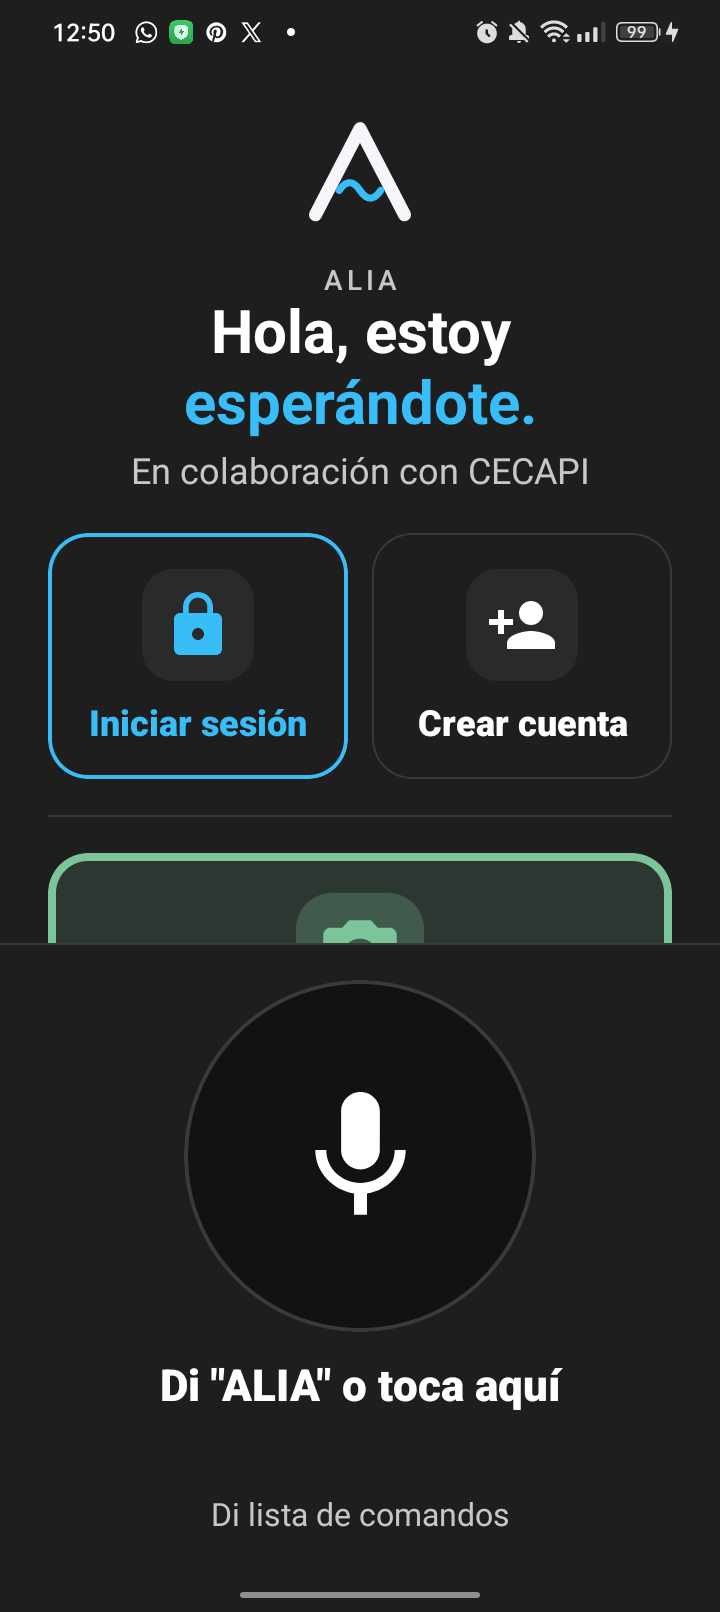 12:50
99
ALIA
Hola, estoy
esperándote.
En colaboración con CECAPI
Iniciar sesión
Crear cuenta
Di "ALIA" o toca aquí
Di lista de comandos